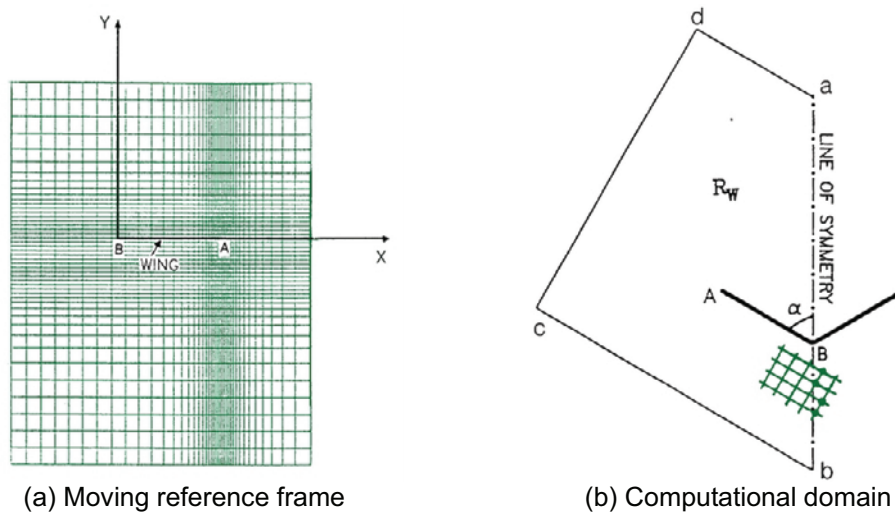 Y
B
A
WING
X
(a) Moving reference frame
d
a
LINE OF SYMMETRY
R_W
A
α
B
c
b
(b) Computational domain